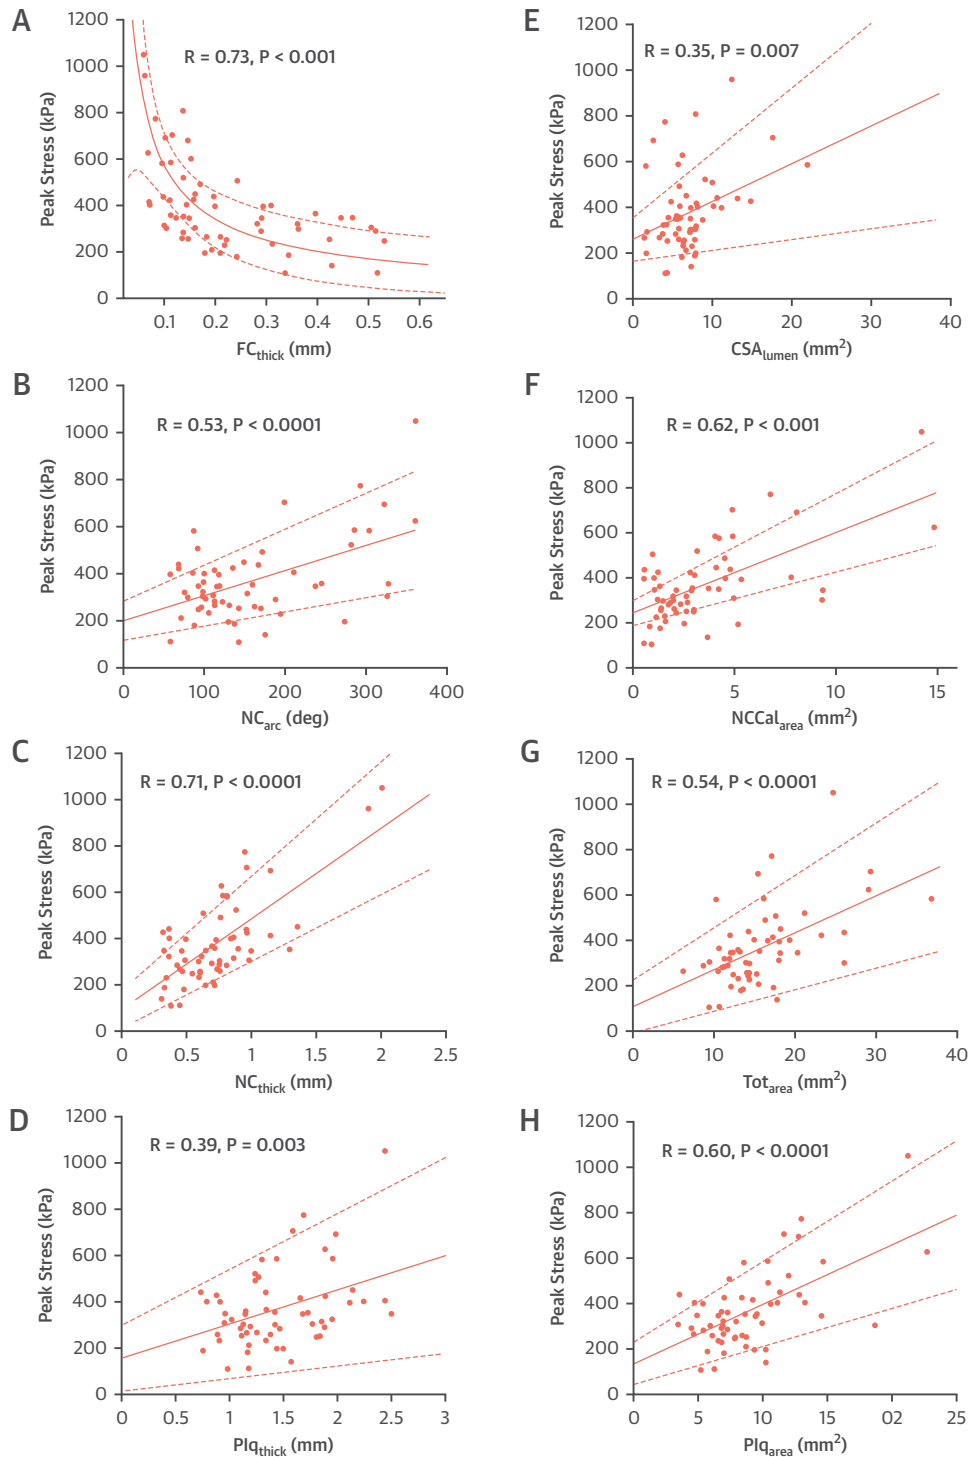 A
1200
1000
800
600
400
200
0
Peak Stress (kPa)
R = 0.73, P < 0.001
0.1 0.2 0.3 0.4 0.5 0.6
FCthick (mm)
B
1200
1000
800
600
400
200
0
Peak Stress (kPa)
R = 0.53, P < 0.0001
0 100 200 300 400
NCarc (deg)
C
1200
1000
800
600
400
200
0
Peak Stress (kPa)
R = 0.71, P < 0.0001
0 0.5 1 1.5 2 2.5
NCthick (mm)
D
1200
1000
800
600
400
200
0
Peak Stress (kPa)
R = 0.39, P = 0.003
0 0.5 1 1.5 2 2.5 3
Plqthick (mm)
E
1200
1000
800
600
400
200
0
Peak Stress (kPa)
R = 0.35, P = 0.007
0 10 20 30 40
CSAlumen (mm²)
F
1200
1000
800
600
400
200
0
Peak Stress (kPa)
R = 0.62, P < 0.001
0 5 10 15
NCCalarea (mm²)
G
1200
1000
800
600
400
200
0
Peak Stress (kPa)
R = 0.54, P < 0.0001
0 10 20 30 40
Totarea (mm²)
H
1200
1000
800
600
400
200
0
Peak Stress (kPa)
R = 0.60, P < 0.0001
0 5 10 15 02 25
Plqarea (mm²)